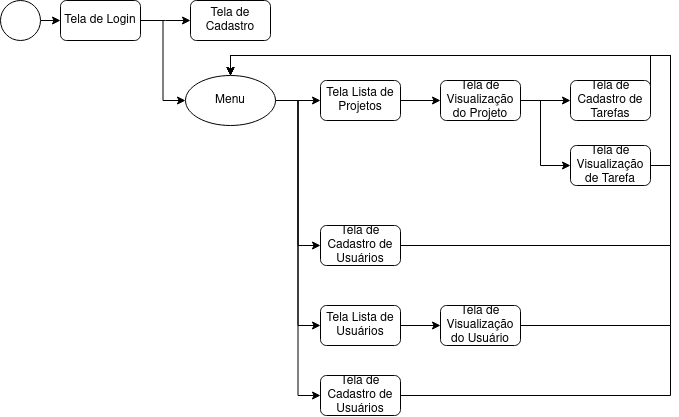 Tela de Login
Tela de
Cadastro
Menu
Tela Lista de
Projetos
Tela de
Visualização
do Projeto
Tela de
Cadastro de
Tarefas
Tela de
Visualização
de Tarefa
Tela de
Cadastro de
Usuários
Tela Lista de
Usuários
Tela de
Visualização
do Usuário
Tela de
Cadastro de
Usuários